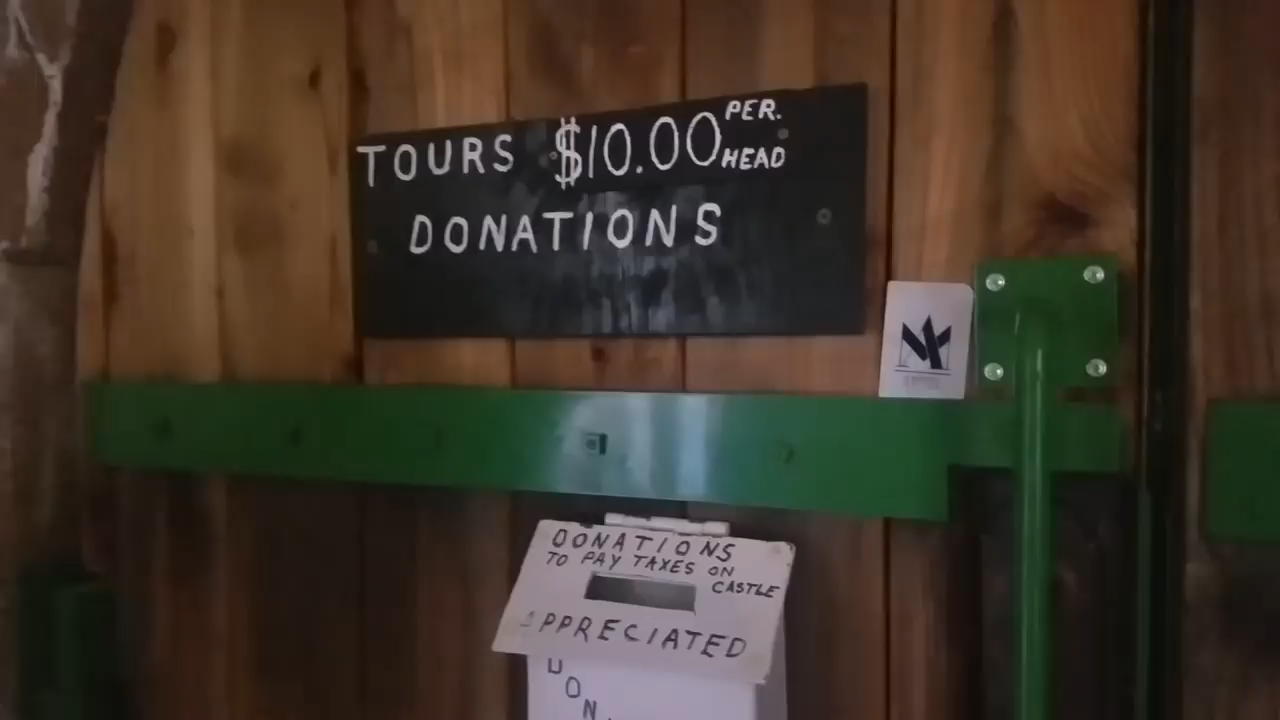 TOURS $10.00 PER.
HEAD
DONATIONS
DONATIONS
TO PAY TAXES ON
CASTLE
APPRECIATED
DON